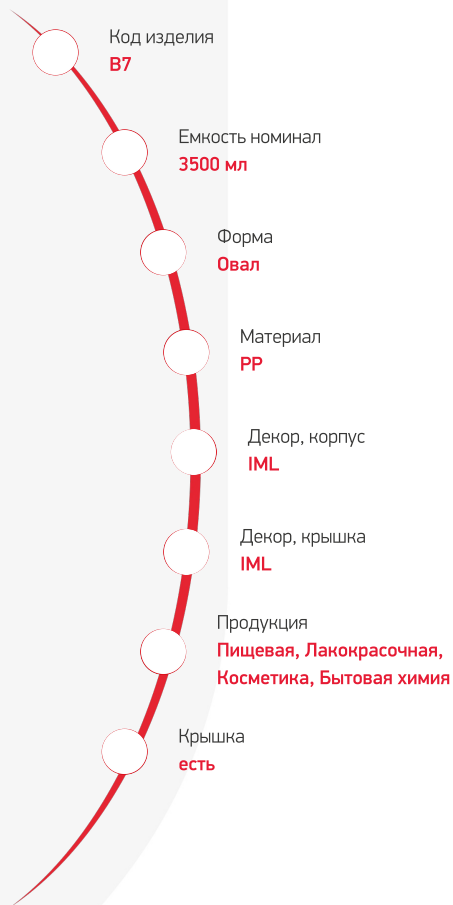 Код изделия
B7
Емкость номинал
3500 мл
Форма
Овал
Материал
PP
Декор, корпус
IML
Декор, крышка
IML
Продукция
Пищевая, Лакокрасочная,
Косметика, Бытовая химия
Крышка
есть